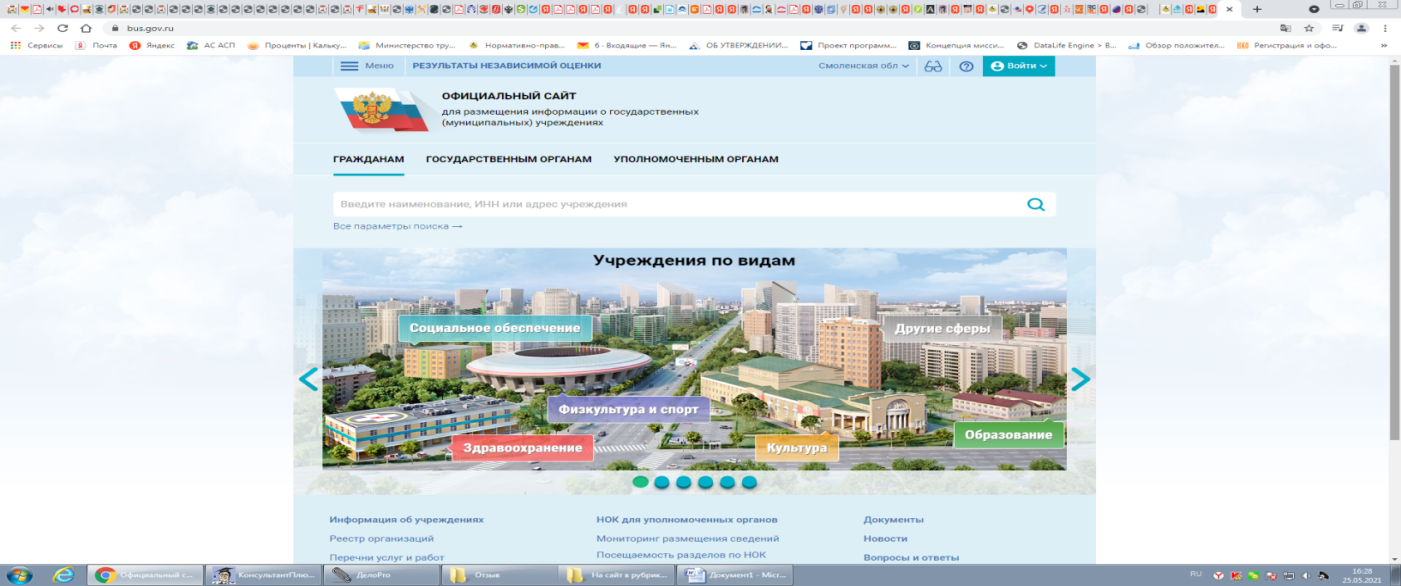 bus.gov.ru
Сервисы Почта Яндекс АС АСП Проценты | Кальку... Министерство тру... Нормативно-прав... 6 · Входящие — Ян... ОБ УТВЕРЖДЕНИИ... Проект программ... Концепция мисси... DataLife Engine > В... Обзор положител... Регистрация и офо... »
Меню РЕЗУЛЬТАТЫ НЕЗАВИСИМОЙ ОЦЕНКИ Смоленская обл Войти
ОФИЦИАЛЬНЫЙ САЙТ
для размещения информации о государственных
(муниципальных) учреждениях
ГРАЖДАНАМ ГОСУДАРСТВЕННЫМ ОРГАНАМ УПОЛНОМОЧЕННЫМ ОРГАНАМ
Введите наименование, ИНН или адрес учреждения
Все параметры поиска →
Учреждения по видам
Социальное обеспечение
Другие сферы
Физкультура и спорт
Образование
Здравоохранение
Культура
Информация об учреждениях НОК для уполномоченных органов Документы
Реестр организаций Мониторинг размещения сведений Новости
Перечни услуг и работ Посещаемость разделов по НОК Вопросы и ответы
Официальный с... КонсультантПлю... ДелоPro Отзыв На сайт в рубрик... Документ1 - Micr... RU 16:28
25.05.2021